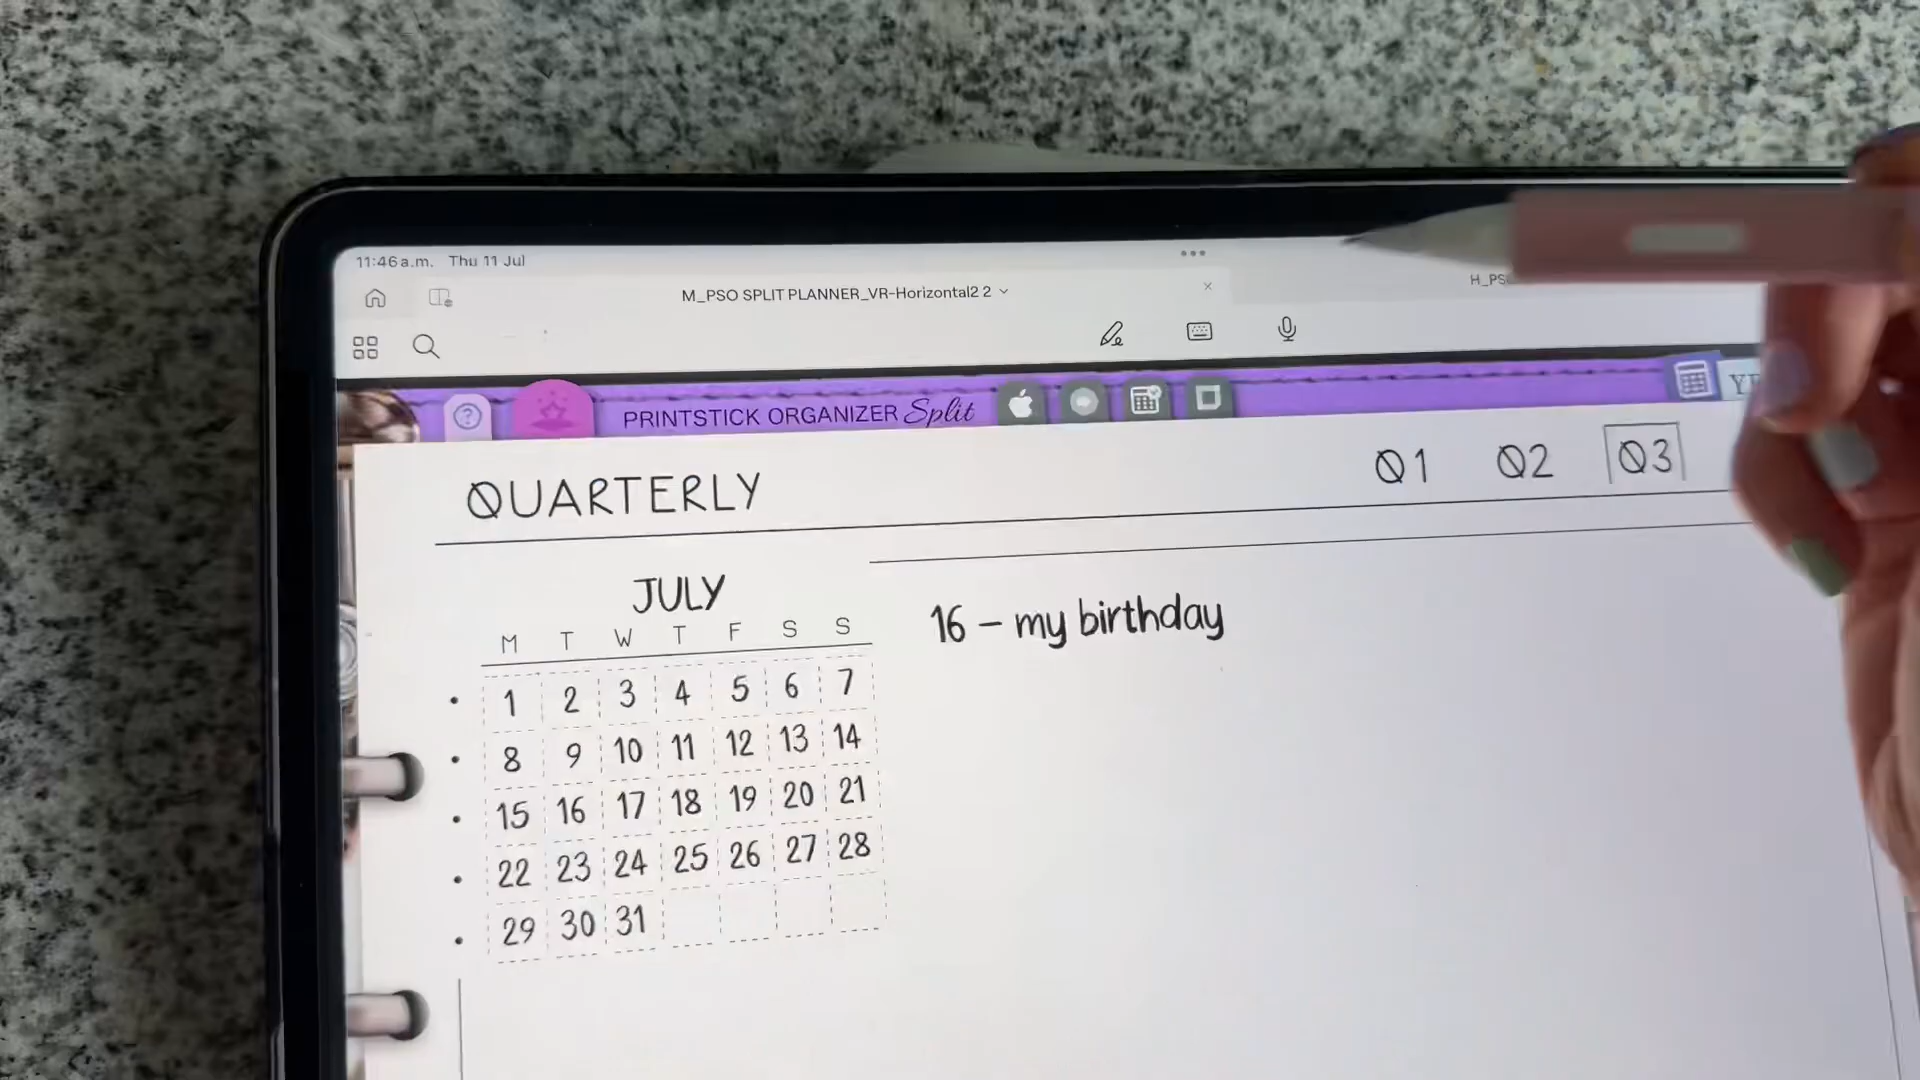 11:46 a.m. Thu 11 Jul
M_PSO SPLIT PLANNER_VR-Horizontal2 2
PRINTSTICK ORGANIZER Split
QUARTERLY
Q1 Q2 Q3
JULY
M T W T F S S
1 2 3 4 5 6 7
8 9 10 11 12 13 14
15 16 17 18 19 20 21
22 23 24 25 26 27 28
29 30 31
16 - my birthday